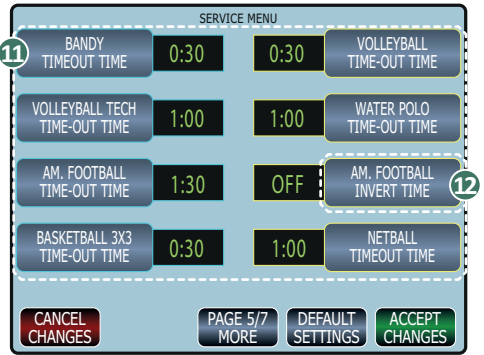 SERVICE MENU
11
BANDY
TIMEOUT TIME
0:30
0:30
VOLLEYBALL
TIME-OUT TIME
VOLLEYBALL TECH
TIME-OUT TIME
1:00
1:00
WATER POLO
TIME-OUT TIME
AM. FOOTBALL
TIME-OUT TIME
1:30
OFF
AM. FOOTBALL
INVERT TIME
12
BASKETBALL 3X3
TIME-OUT TIME
0:30
1:00
NETBALL
TIMEOUT TIME
CANCEL
CHANGES
PAGE 5/7
MORE
DEFAULT
SETTINGS
ACCEPT
CHANGES